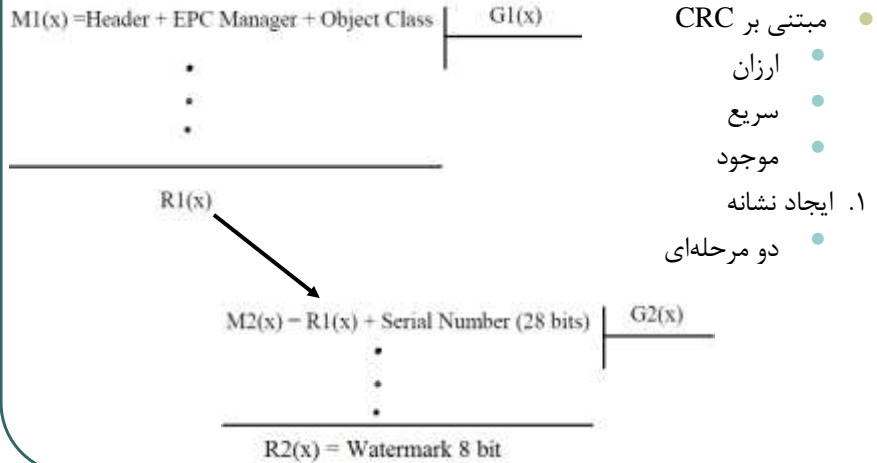 مبتنی بر CRC
ارزان
سریع
موجود
۱. ایجاد نشانه
دو مرحله‌ای
M1(x) =Header + EPC Manager + Object Class
G1(x)
R1(x)
M2(x) = R1(x) + Serial Number (28 bits)
G2(x)
R2(x) = Watermark 8 bit